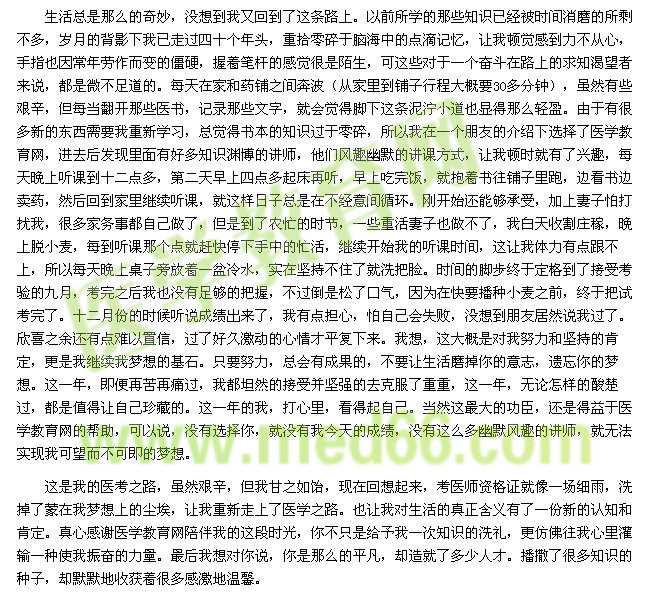 生活总是那么的奇妙，没想到我又回到了这条路上。以前所学的那些知识已经被时间消磨的所剩
不多，岁月的背影下我已走过四十个年头，重拾零碎于脑海中的点滴记忆，让我顿觉感到力不从心，
手指也因常年劳作而变的僵硬，握着笔杆的感觉很是陌生，可这些对于一个奋斗在路上的求知渴望者
来说，都是微不足道的。每天在家和药铺之间奔波（从家里到铺子行程大概要30多分钟），虽然有些
艰辛，但每当翻开那些医书，记录那些文字，就会觉得脚下这条泥泞小道也显得那么轻盈。由于有很
多新的东西需要我重新学习，总觉得书本的知识过于零碎，所以我在一个朋友的介绍下选择了医学教
育网，进去后发现里面有好多知识渊博的讲师，他们风趣幽默的讲课方式，让我顿时就有了兴趣，每
天晚上听课到十二点多，第二天早上四点多起床再听，早上吃完饭，就抱着书往铺子里跑，边看书边
卖药，然后回到家里继续听课，就这样日子总是在不经意间循环。刚开始还能够承受，加上妻子怕打
扰我，很多家务事都自己做了，但是到了农忙的时节，一些重活妻子也做不了，我白天收割庄稼，晚
上脱小麦，每到听课那个点就赶快停下手中的忙活，继续开始我的听课时间，这让我体力有点跟不
上，所以每天晚上桌子旁放着一盆冷水，实在坚持不住了就洗把脸。时间的脚步终于定格到了接受考
验的九月，考完之后我也没有足够的把握，不过倒是松了口气，因为在快要播种小麦之前，终于把试
考完了。十二月份的时候听说成绩出来了，我有点担心，怕自己会失败，没想到朋友居然说我过了。
欣喜之余还有点难以置信，过了好久激动的心情才平复下来。我想，这大概是对我努力和坚持的肯
定，更是我继续我梦想的基石。只要努力，总会有成果的，不要让生活磨掉你的意志，遗忘你的梦
想。这一年，即便再苦再痛过，我都坦然的接受并坚强的去克服了重重，这一年，无论怎样的酸楚
过，都是值得让自己珍藏的。这一年的我，打心里，看得起自己。当然这最大的功臣，还是得益于医
学教育网的帮助，可以说，没有选择你，就没有我今天的成绩，没有这么多幽默风趣的讲师，就无法
实现我可望而不可即的梦想。
这是我的医考之路，虽然艰辛，但我甘之如饴，现在回想起来，考医师资格证就像一场细雨，洗
掉了蒙在我梦想上的尘埃，让我重新走上了医学之路。也让我对生活的真正含义有了一份新的认知和
肯定。真心感谢医学教育网陪伴我的这段时光，你不只是给予我一次知识的洗礼，更仿佛往我心里灌
输一种使我振奋的力量。最后我想对你说，你是那么的平凡，却造就了多少人才。播撒了很多知识的
种子，却默默地收获着很多感激地温馨。
医学教育网
www.med66.com